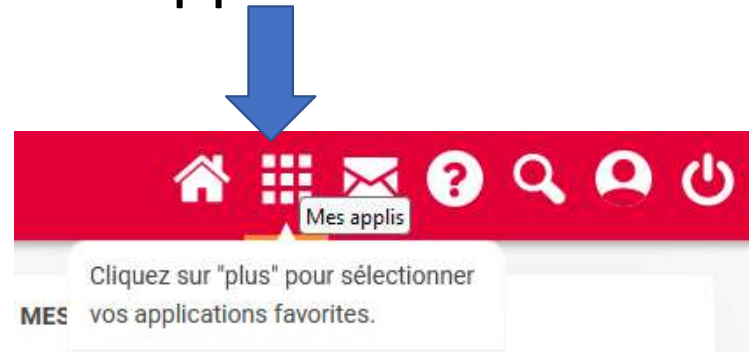 Mes applis
Cliquez sur "plus" pour sélectionner
MES vos applications favorites.